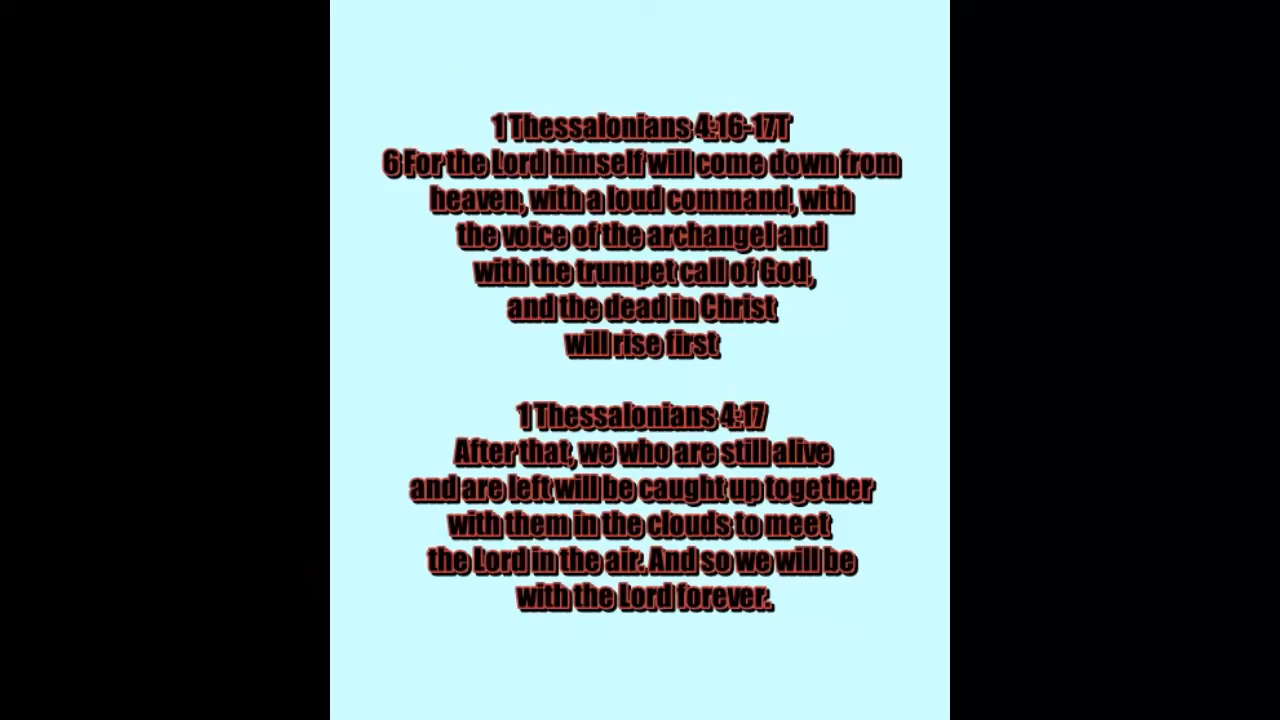 1 Thessalonians 4:16-17T
6 For the Lord himself will come down from
heaven, with a loud command, with
the voice of the archangel and
with the trumpet call of God,
and the dead in Christ
will rise first
1 Thessalonians 4:17
After that, we who are still alive
and are left will be caught up together
with them in the clouds to meet
the Lord in the air. And so we will be
with the Lord forever.